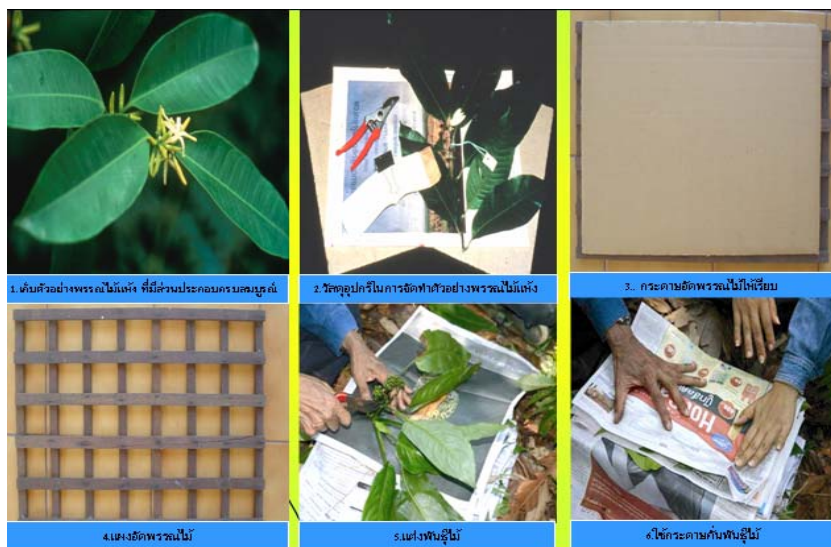 1.เก็บตัวอย่างพรรณไม้แห้ง ที่มีส่วนประกอบครบสมบูรณ์
2.วัสดุอุปกรืในการจัดทำตัวอย่างพรรณไม้แห้ง
3.. กระดาษอัดพรรณไม้ให้เรียบ
4.แผงอัดพรรณไม้
5.แต่งพันธุ์ไม้
6.ใช้กระดาษคั่นพันธุ์ไม้